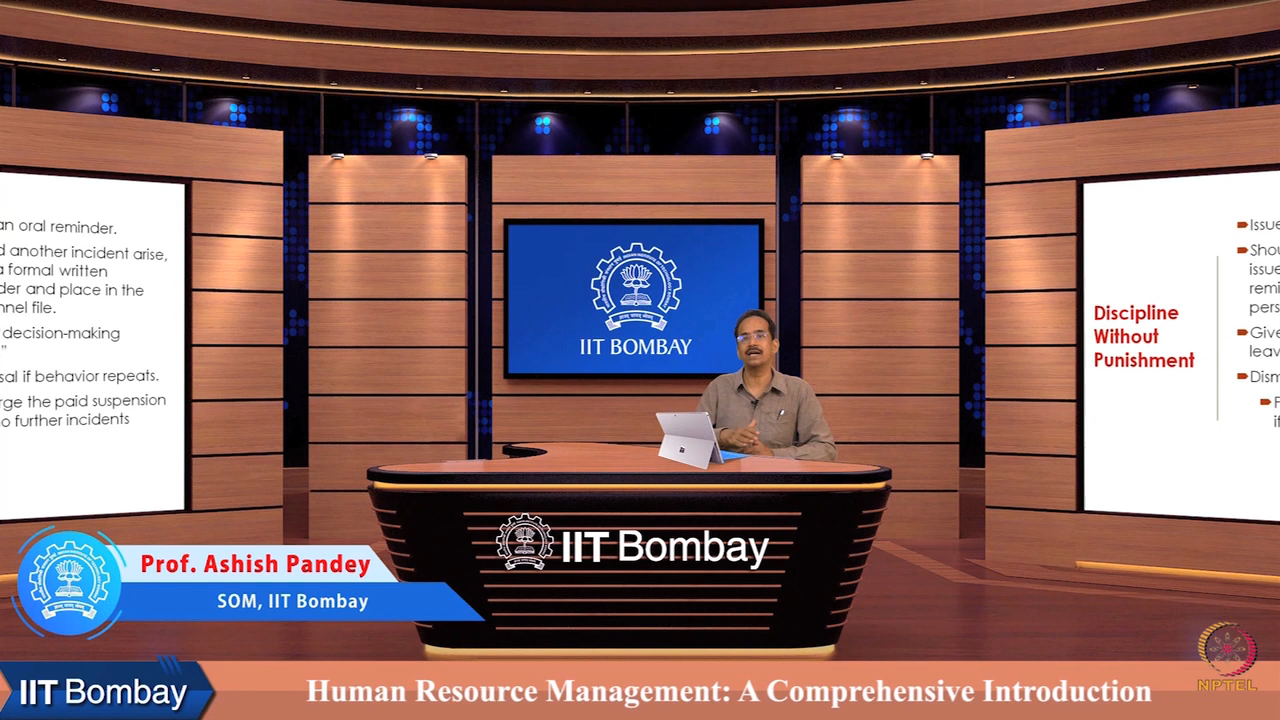 an oral reminder.
another incident arise,
a formal written
der and place in the
nnel file.
decision-making
”
sal if behavior repeats.
rge the paid suspension
o further incidents
IIT BOMBAY
Discipline
Without
Punishment
Issue
Shou
issue
remi
pers
Give
leav
Dism
F
it
IIT Bombay
Prof. Ashish Pandey
SOM, IIT Bombay
IIT Bombay
Human Resource Management: A Comprehensive Introduction
NPTEL